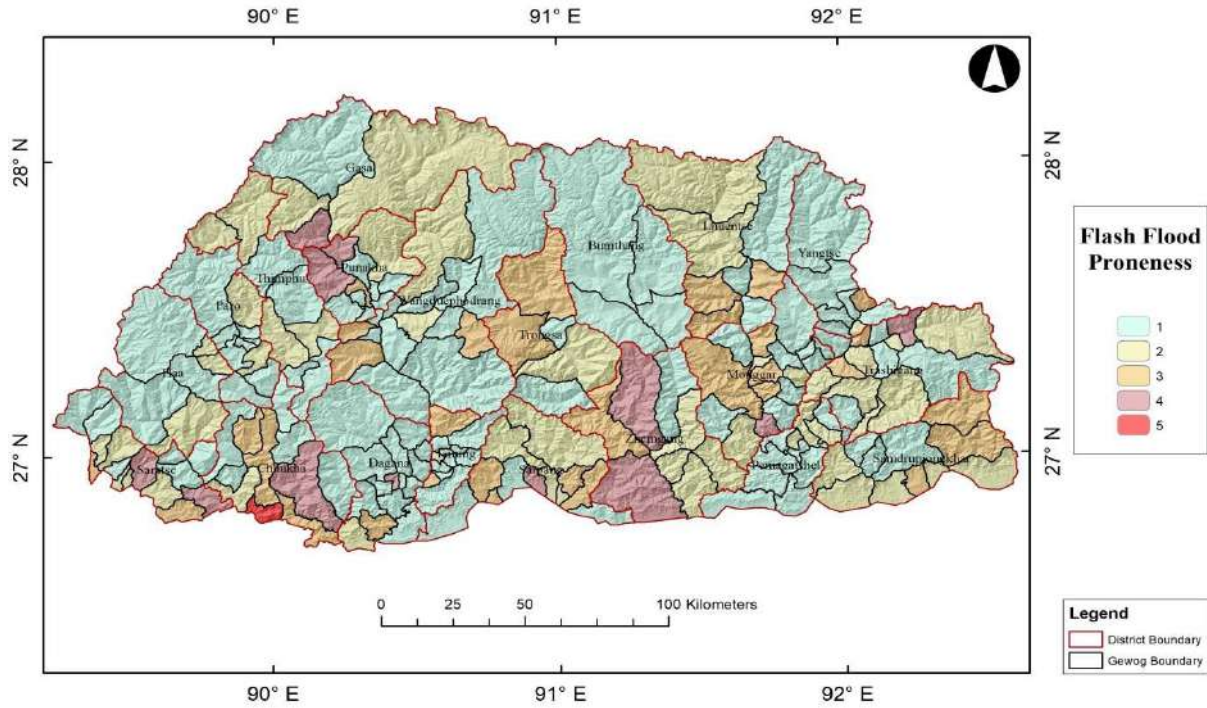 90° E 91° E 92° E
28° N
28° N
Gasa
Lhuentse
Bumthang
Yangtse
Punakha
Thimphu
Wangduephodrang
Paro
Trongsa
Haa
Monggar
Trashigang
Zhemgang
27° N
27° N
Samtse
Chhukha
Dagana
Tsirang
Sarpang
Pemagatshel
Samdrupjongkhar
0 25 50 100 Kilometers
90° E 91° E 92° E
Flash Flood
Proneness
1
2
3
4
5
Legend
District Boundary
Gewog Boundary